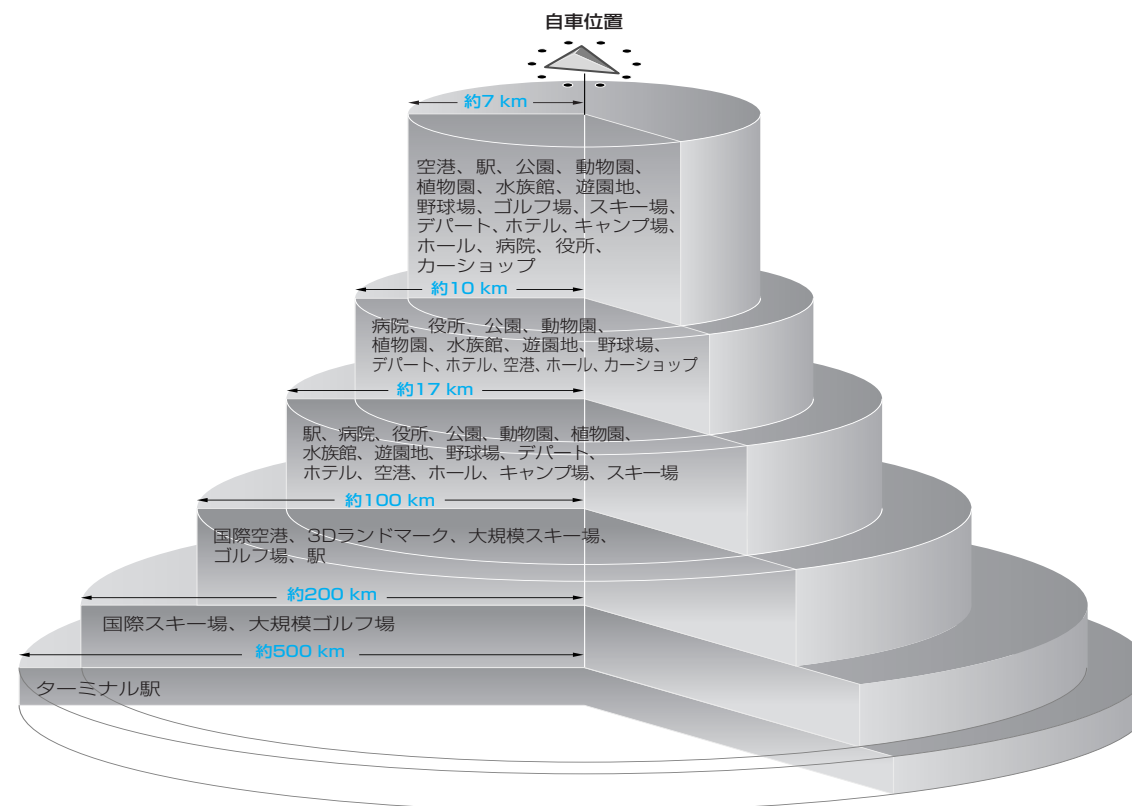 自車位置
約7 km
空港、駅、公園、動物園、
植物園、水族館、遊園地、
野球場、ゴルフ場、スキー場、
デパート、ホテル、キャンプ場、
ホール、病院、役所、
カーショップ
約10 km
病院、役所、公園、動物園、
植物園、水族館、遊園地、野球場、
デパート、ホテル、空港、ホール、カーショップ
約17 km
駅、病院、役所、公園、動物園、植物園、
水族館、遊園地、野球場、デパート、
ホテル、空港、ホール、キャンプ場、スキー場
約100 km
国際空港、3Dランドマーク、大規模スキー場、
ゴルフ場、駅
約200 km
国際スキー場、大規模ゴルフ場
約500 km
ターミナル駅